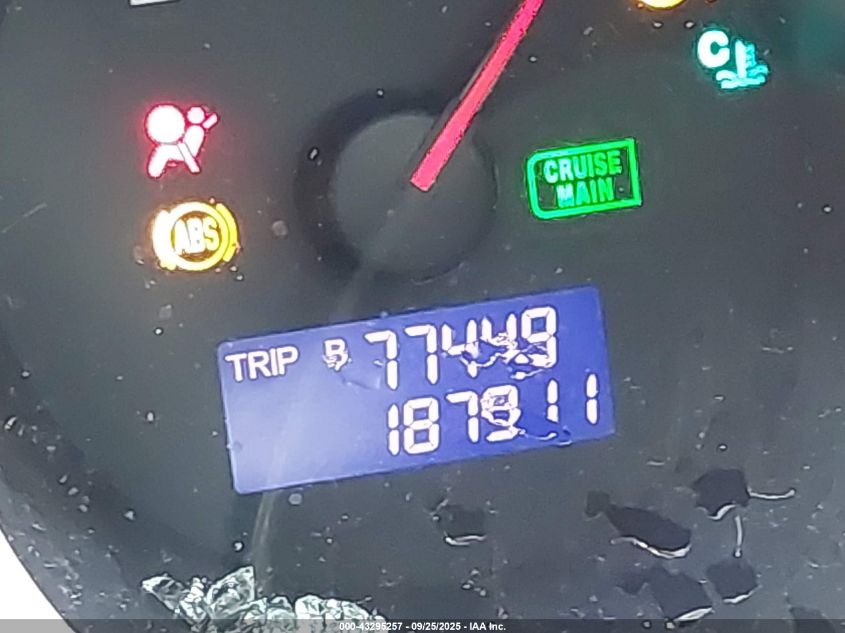 C
CRUISE
MAIN
ABS
TRIP B 7744.9
187911
000-43295257 - 09/25/2025 - IAA Inc.